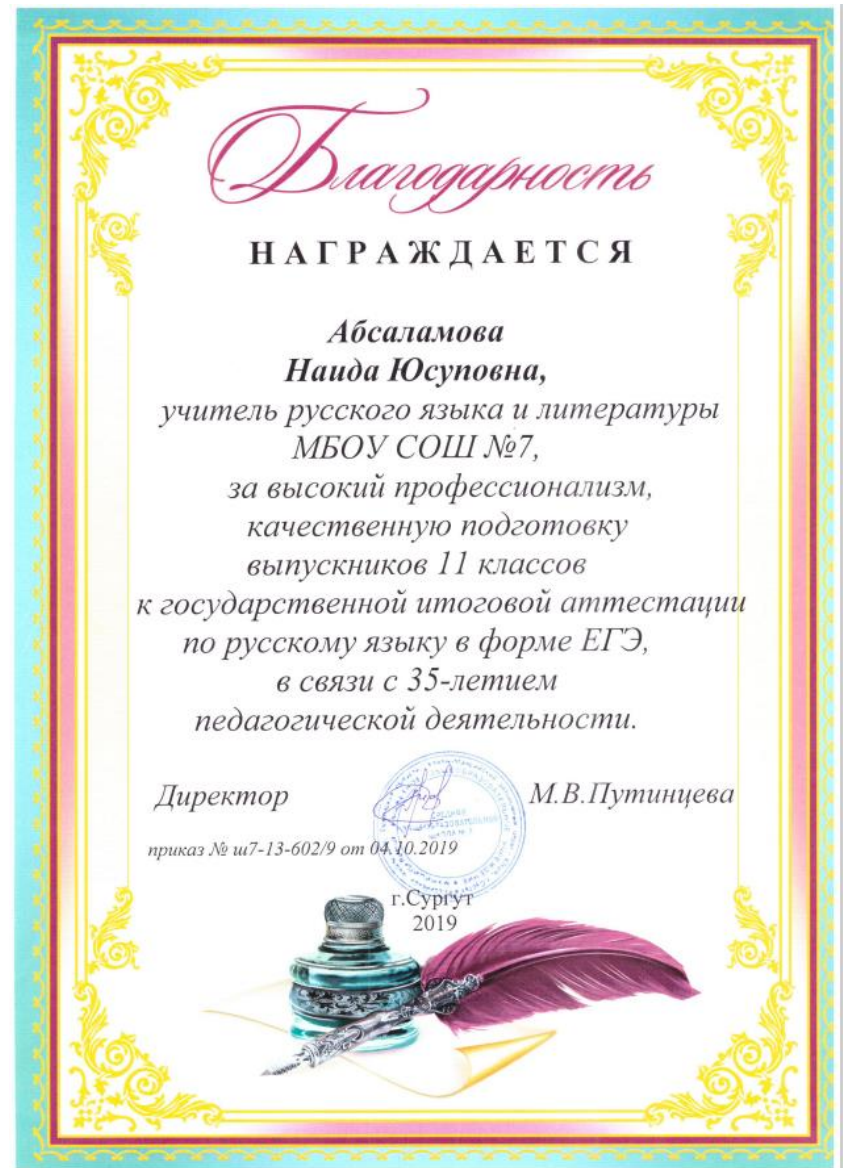 Благодарность
НАГРАЖДАЕТСЯ
Абсаламова
Наида Юсуповна,
учитель русского языка и литературы
МБОУ СОШ №7,
за высокий профессионализм,
качественную подготовку
выпускников 11 классов
к государственной итоговой аттестации
по русскому языку в форме ЕГЭ,
в связи с 35-летием
педагогической деятельности.
Директор М.В.Путинцева
приказ № ш7-13-602/9 от 04.10.2019
г.Сургут
2019